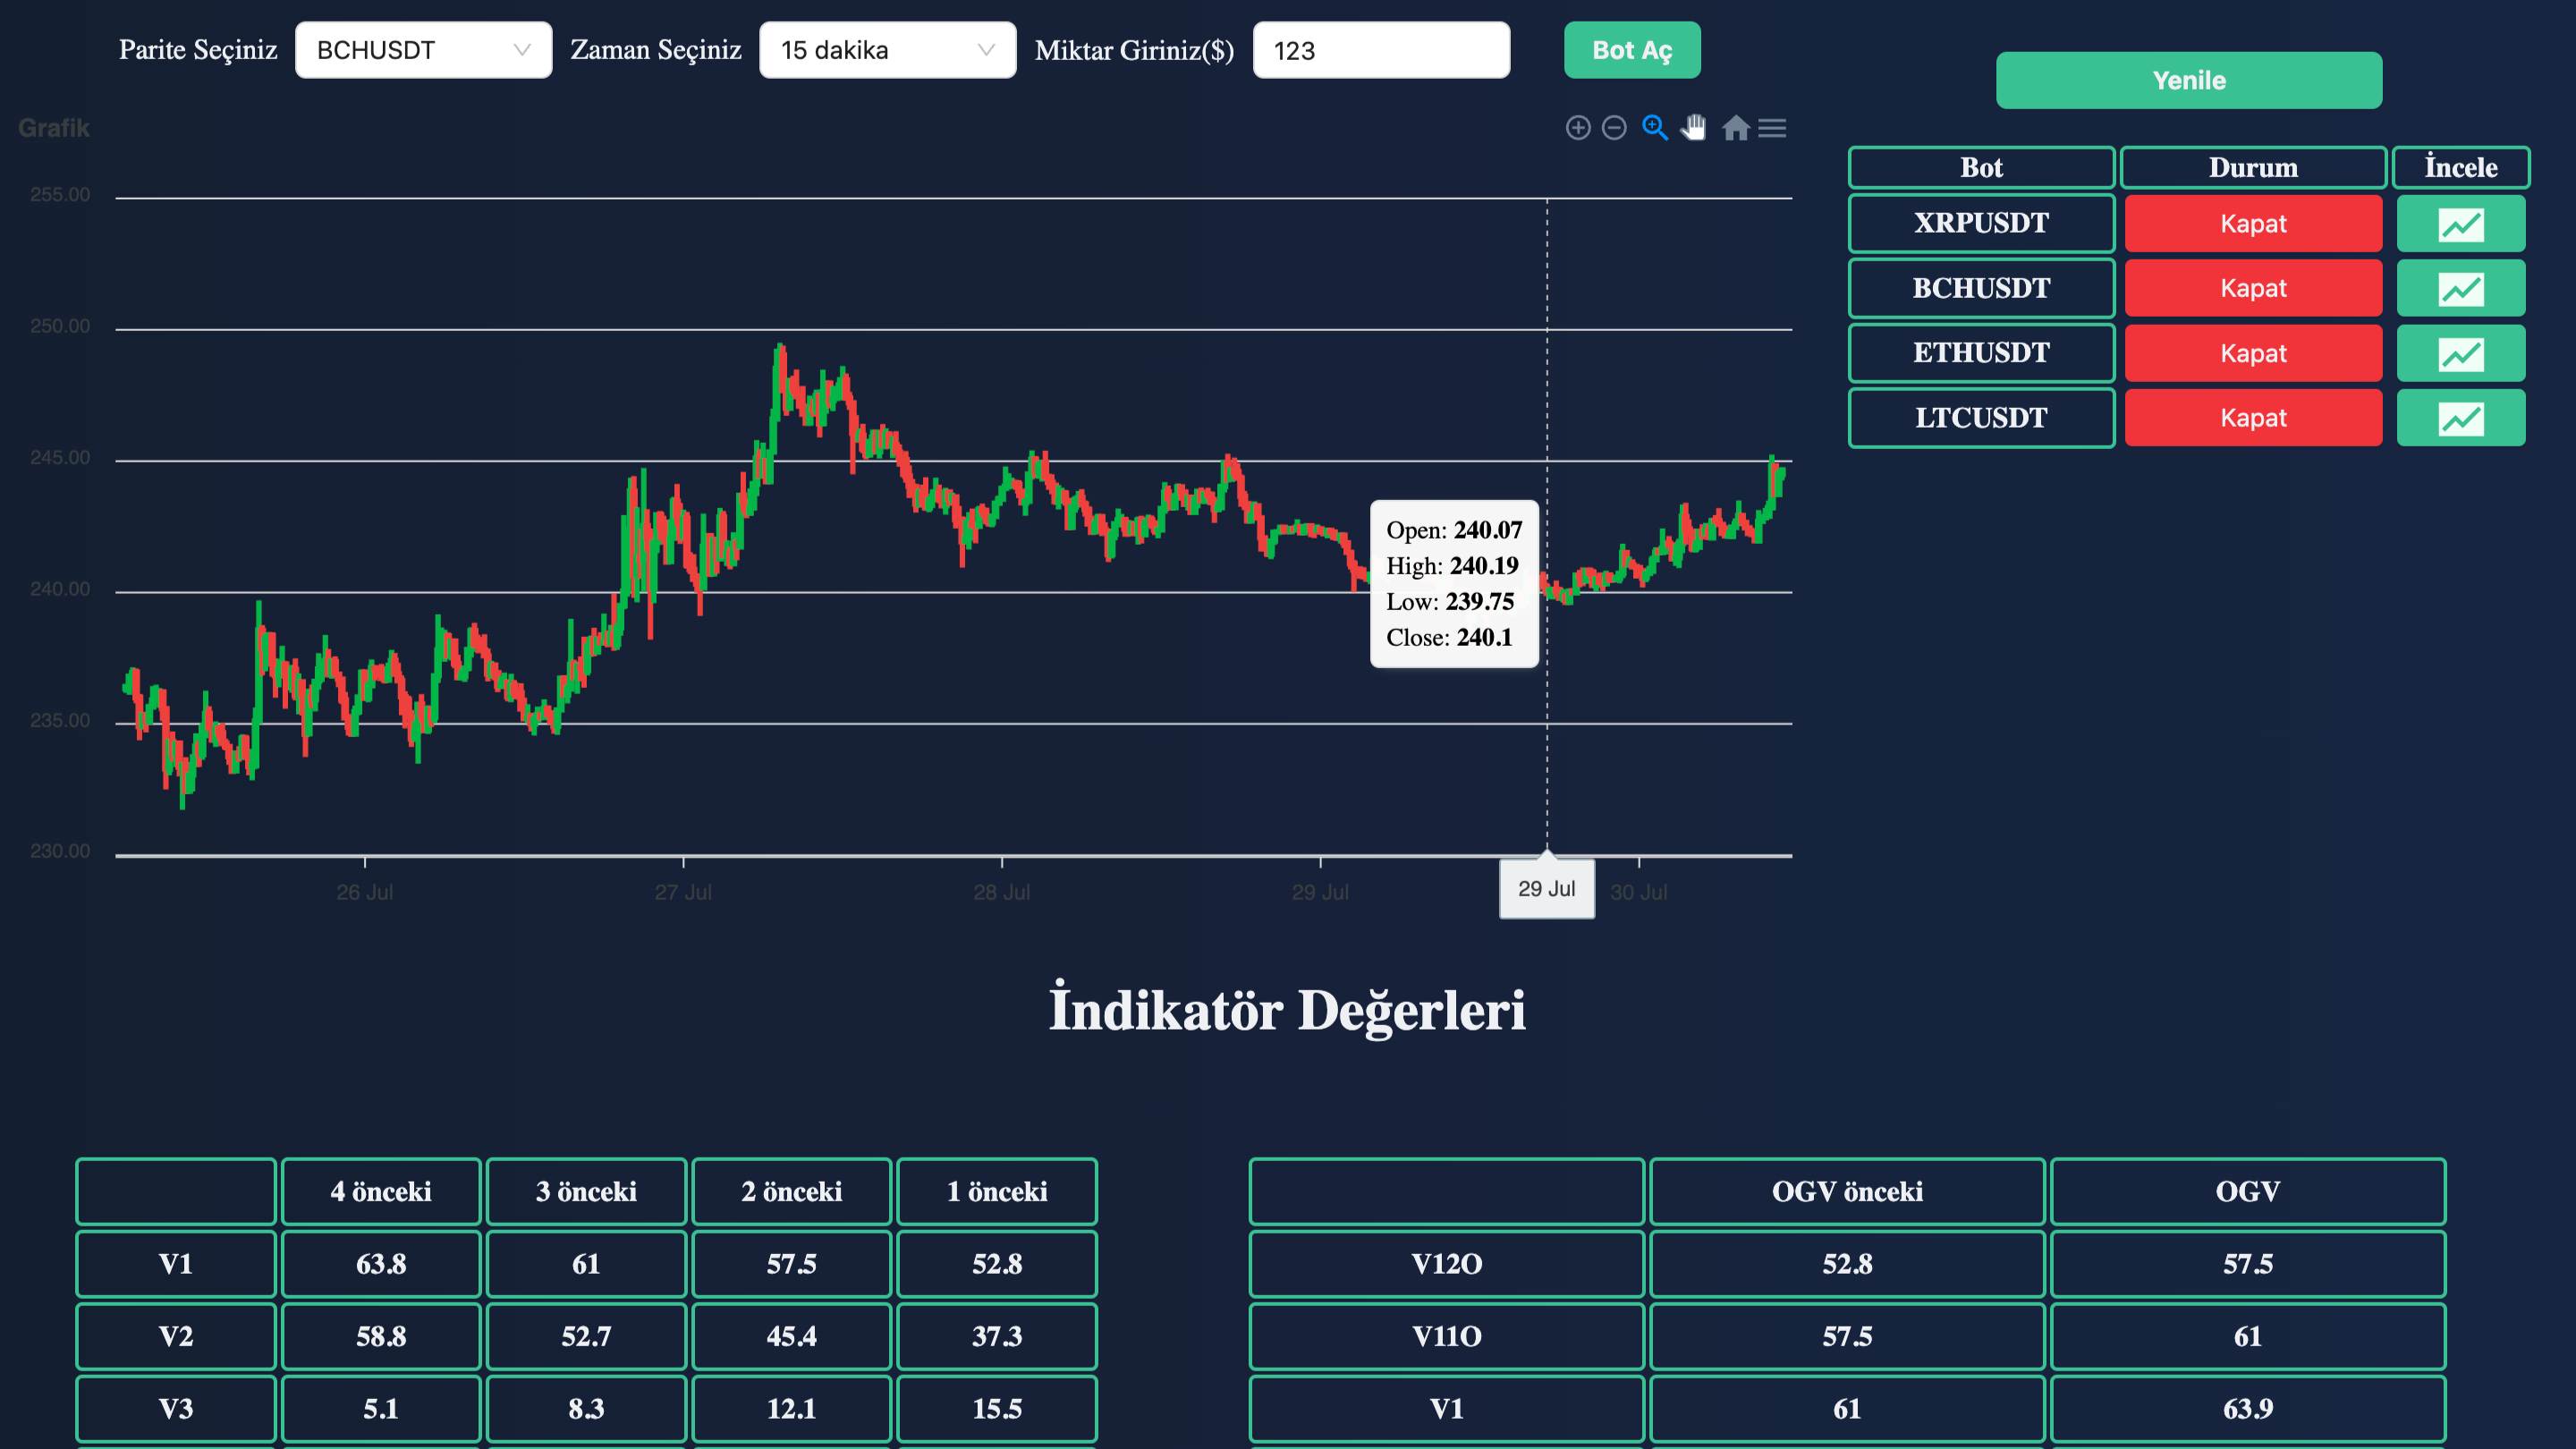 Parite Seçiniz BCHUSDT Zaman Seçiniz 15 dakika Miktar Giriniz($) 123 Bot Aç
Yenile
Grafik
Bot Durum İncele
XRPUSDT Kapat
BCHUSDT Kapat
ETHUSDT Kapat
LTCUSDT Kapat
255.00
250.00
245.00
240.00
235.00
230.00
Open: 240.07
High: 240.19
Low: 239.75
Close: 240.1
26 Jul 27 Jul 28 Jul 29 Jul 29 Jul 30 Jul
İndikatör Değerleri
4 önceki 3 önceki 2 önceki 1 önceki
V1 63.8 61 57.5 52.8
V2 58.8 52.7 45.4 37.3
V3 5.1 8.3 12.1 15.5
OGV önceki OGV
V12O 52.8 57.5
V11O 57.5 61
V1 61 63.9